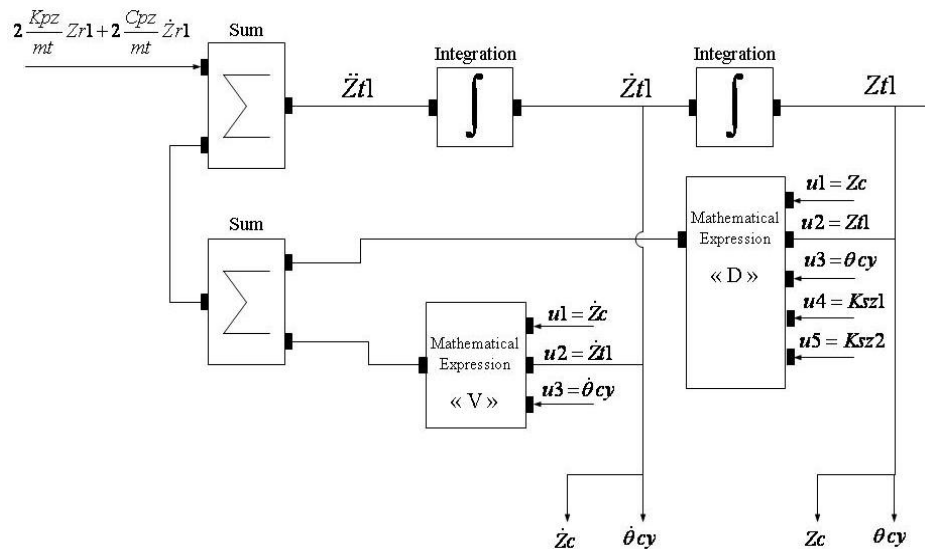 2 Kpz/mt Zr1 + 2 Cpz/mt Żr1
Sum
Integration
Integration
Z̈t1
Żt1
Zt1
Sum
Mathematical
Expression
« D »
u1 = Zc
u2 = Zt1
u3 = θcy
u4 = Ksz1
u5 = Ksz2
Mathematical
Expression
« V »
u1 = Żc
u2 = Żt1
u3 = θ̇cy
Żc
θ̇cy
Zc
θcy